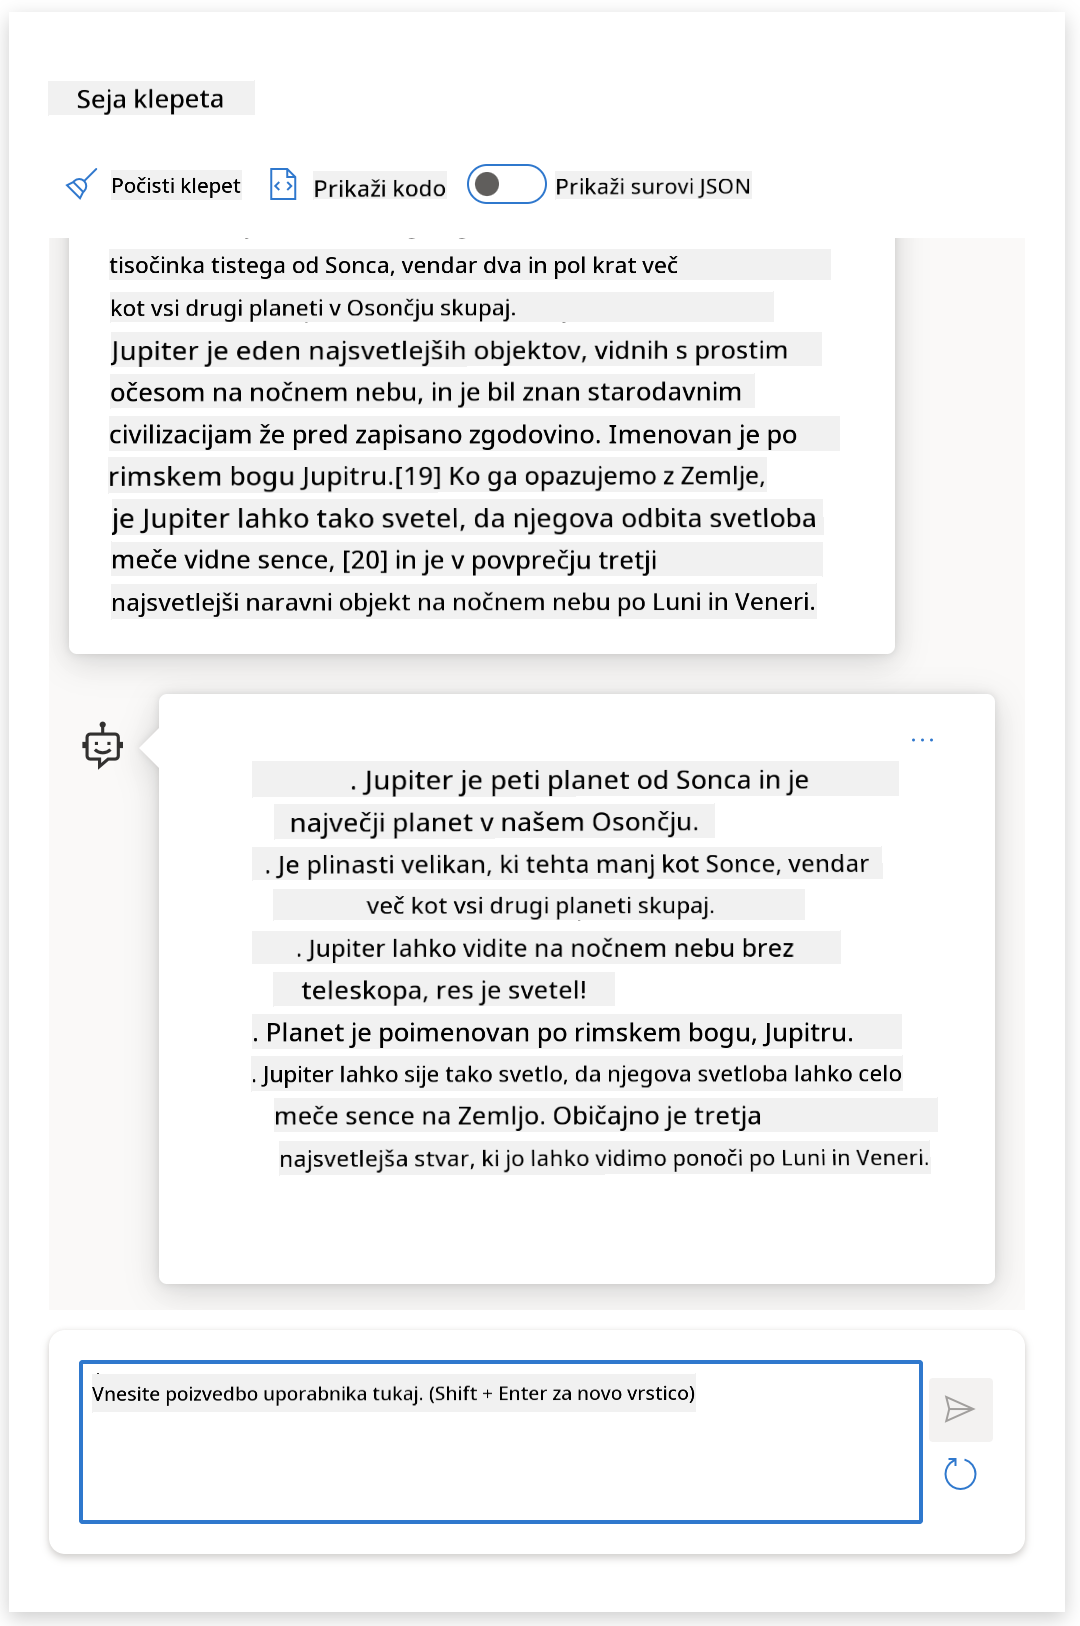 Seja klepeta
Počisti klepet
Prikaži kodo
Prikaži surovi JSON
tisočinka tistega od Sonca, vendar dva in pol krat več
kot vsi drugi planeti v Osončju skupaj.
Jupiter je eden najsvetlejših objektov, vidnih s prostim
očesom na nočnem nebu, in je bil znan starodavnim
civilizacijam že pred zapisano zgodovino. Imenovan je po
rimskem bogu Jupitru.[19] Ko ga opazujemo z Zemlje,
je Jupiter lahko tako svetel, da njegova odbita svetloba
meče vidne sence, [20] in je v povprečju tretji
najsvetlejši naravni objekt na nočnem nebu po Luni in Veneri.
. Jupiter je peti planet od Sonca in je
največji planet v našem Osončju.
. Je plinasti velikan, ki tehta manj kot Sonce, vendar
več kot vsi drugi planeti skupaj.
. Jupiter lahko vidite na nočnem nebu brez
teleskopa, res je svetel!
. Planet je poimenovan po rimskem bogu, Jupitru.
. Jupiter lahko sije tako svetlo, da njegova svetloba lahko celo
meče sence na Zemljo. Običajno je tretja
najsvetlejša stvar, ki jo lahko vidimo ponoči po Luni in Veneri.
Vnesite poizvedbo uporabnika tukaj. (Shift + Enter za novo vrstico)